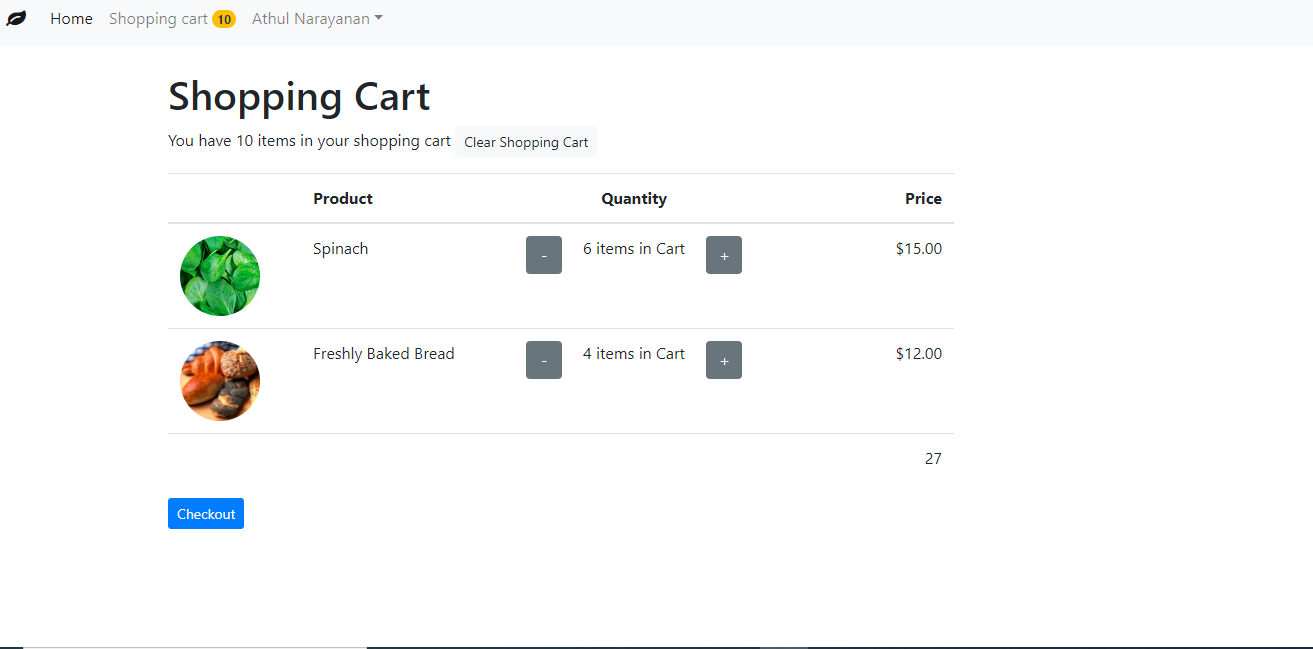 Home Shopping cart 10 Athul Narayanan
Shopping Cart
You have 10 items in your shopping cart Clear Shopping Cart
Product Quantity Price
Spinach - 6 items in Cart + $15.00
Freshly Baked Bread - 4 items in Cart + $12.00
27
Checkout